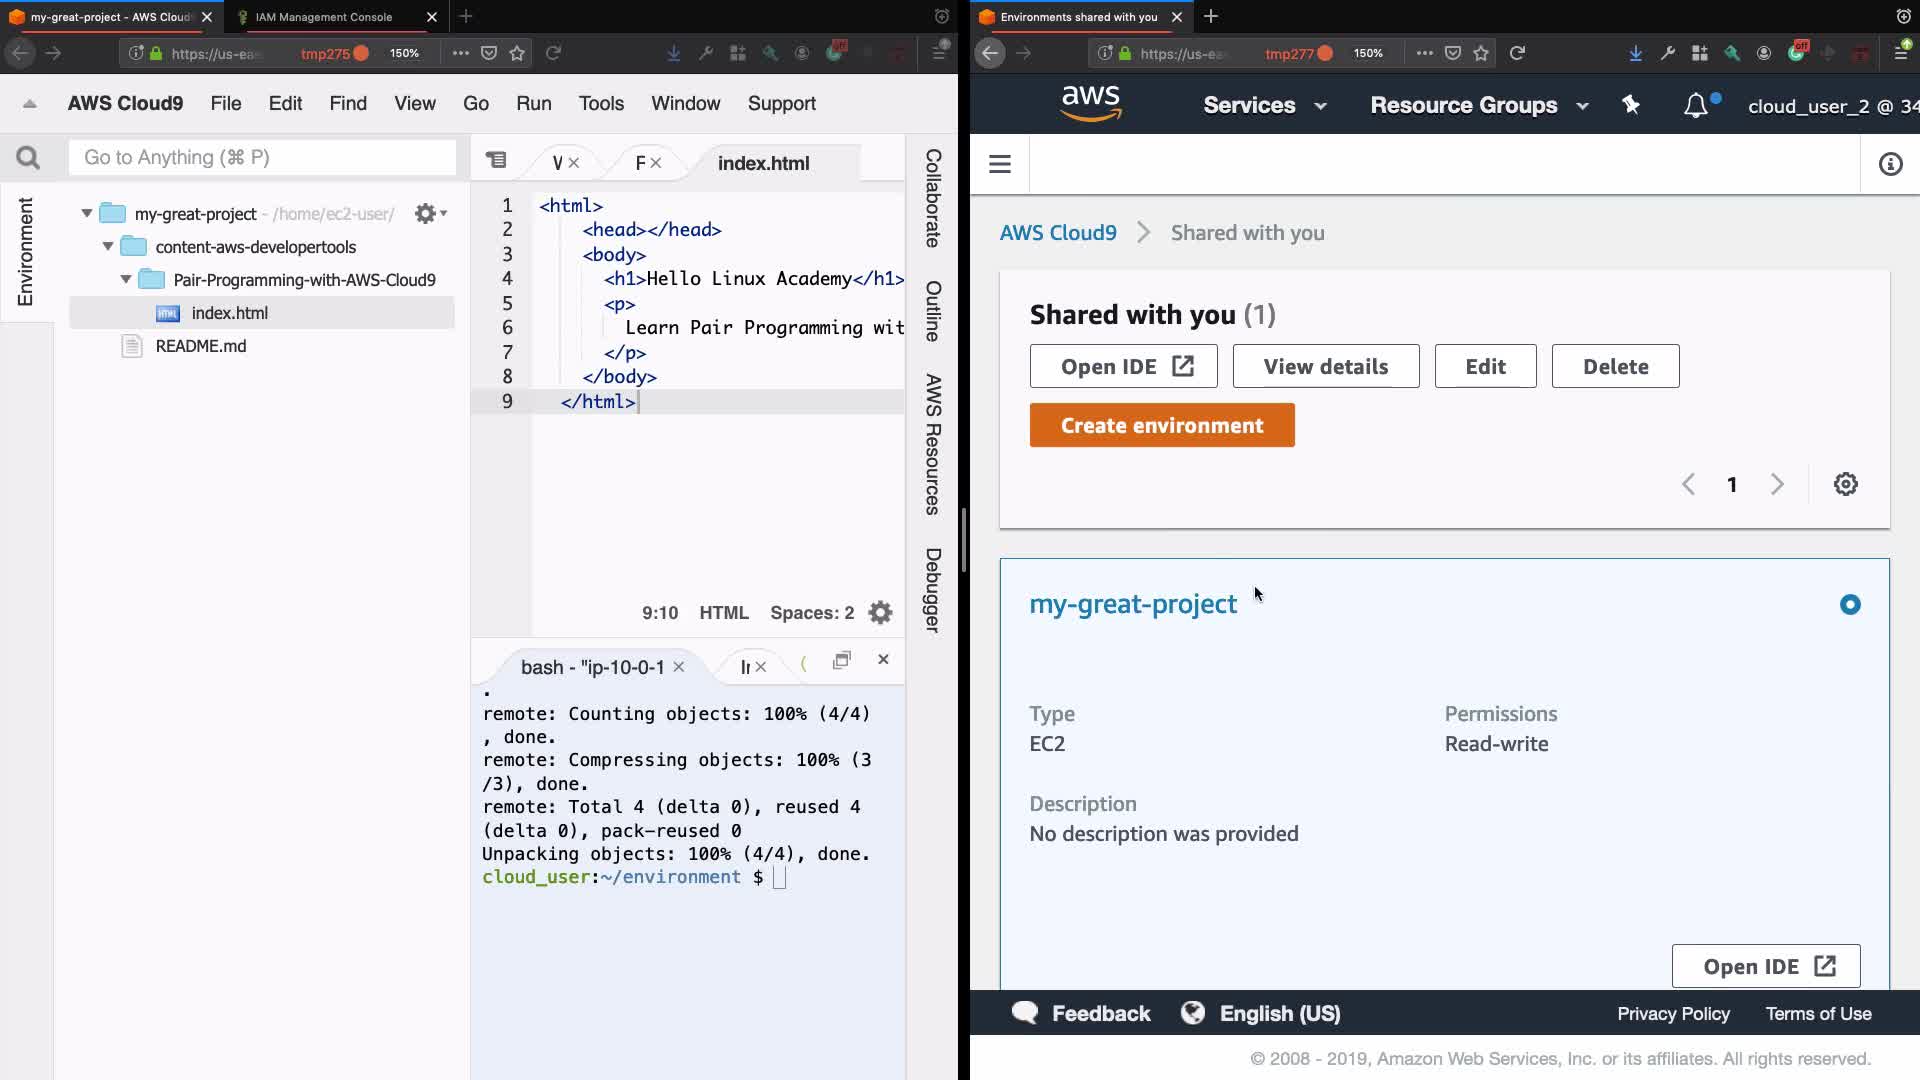 my-great-project - AWS Cloud
IAM Management Console
https://us-ea
tmp275
150%
AWS Cloud9
File
Edit
Find
View
Go
Run
Tools
Window
Support
Go to Anything (⌘ P)
Environment
my-great-project - /home/ec2-user/
content-aws-developertools
Pair-Programming-with-AWS-Cloud9
index.html
README.md
index.html
1 <html>
2 <head></head>
3 <body>
4 <h1>Hello Linux Academy</h1>
5 <p>
6 Learn Pair Programming wit
7 </p>
8 </body>
9 </html>
9:10 HTML Spaces: 2
Collaborate
Outline
AWS Resources
Debugger
bash - "ip-10-0-1
.
remote: Counting objects: 100% (4/4)
, done.
remote: Compressing objects: 100% (3
/3), done.
remote: Total 4 (delta 0), reused 4
(delta 0), pack-reused 0
Unpacking objects: 100% (4/4), done.
cloud_user:~/environment $
Environments shared with you
https://us-ea
tmp277
150%
off
aws
Services
Resource Groups
cloud_user_2 @ 34
AWS Cloud9
Shared with you
Shared with you (1)
Open IDE
View details
Edit
Delete
Create environment
1
my-great-project
Type
EC2
Permissions
Read-write
Description
No description was provided
Open IDE
Feedback
English (US)
Privacy Policy
Terms of Use
© 2008 - 2019, Amazon Web Services, Inc. or its affiliates. All rights reserved.